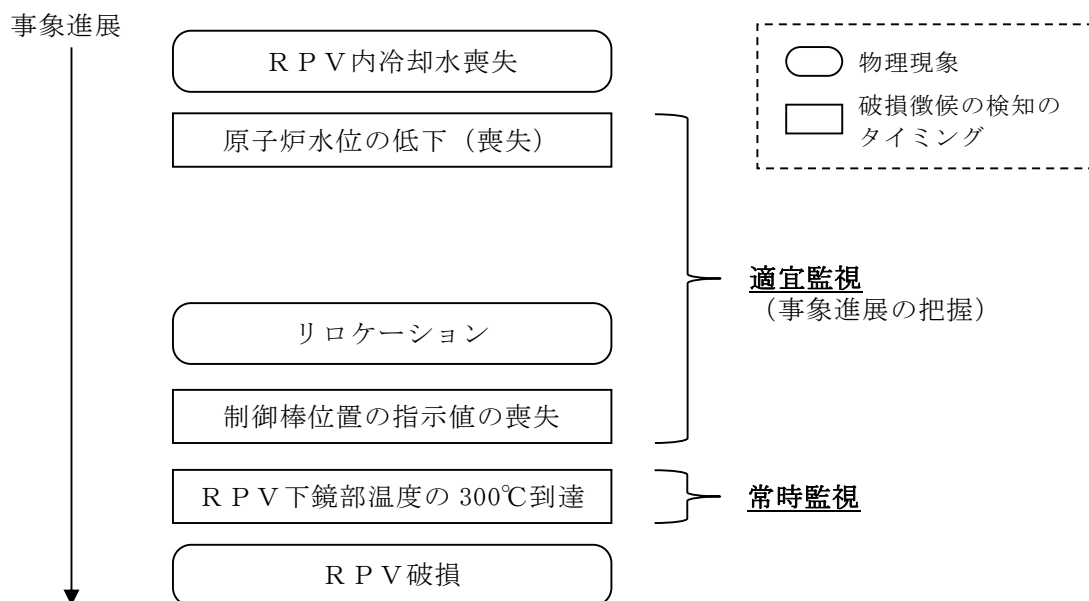 事象進展
ＲＰＶ内冷却水喪失
原子炉水位の低下（喪失）
リロケーション
制御棒位置の指示値の喪失
ＲＰＶ下鏡部温度の 300℃到達
ＲＰＶ破損
物理現象
破損徴候の検知の
タイミング
適宜監視
（事象進展の把握）
常時監視